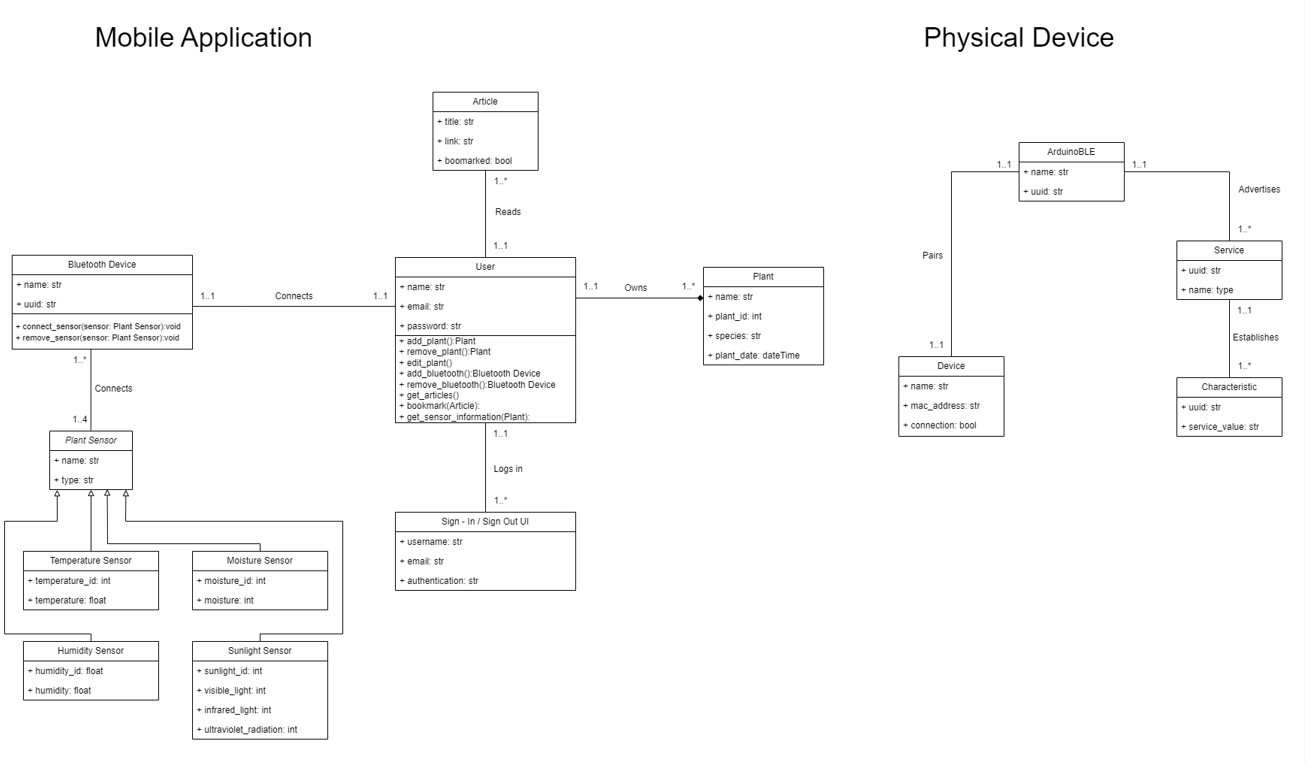 Mobile Application
Physical Device
Article
+ title: str
+ link: str
+ boomarked: bool
1..*
Reads
1..1
Bluetooth Device
+ name: str
+ uuid: str
+ connect_sensor(sensor: Plant Sensor):void
+ remove_sensor(sensor: Plant Sensor):void
1..1
Connects
1..1
User
+ name: str
+ email: str
+ password: str
+ add_plant():Plant
+ remove_plant():Plant
+ edit_plant()
+ add_bluetooth():Bluetooth Device
+ remove_bluetooth():Bluetooth Device
+ get_articles()
+ bookmark(Article):
+ get_sensor_information(Plant):
1..1
Owns
1..*
Plant
+ name: str
+ plant_id: int
+ species: str
+ plant_date: dateTime
1..*
Connects
1..4
Plant Sensor
+ name: str
+ type: str
1..1
Logs in
1..*
Sign - In / Sign Out UI
+ username: str
+ email: str
+ authentication: str
Temperature Sensor
+ temperature_id: int
+ temperature: float
Moisture Sensor
+ moisture_id: int
+ moisture: int
Humidity Sensor
+ humidity_id: float
+ humidity: float
Sunlight Sensor
+ sunlight_id: int
+ visible_light: int
+ infrared_light: int
+ ultraviolet_radiation: int
ArduinoBLE
+ name: str
+ uuid: str
1..1
1..1
Pairs
Advertises
1..*
1..1
Service
+ uuid: str
+ name: type
1..1
Establishes
1..*
Device
+ name: str
+ mac_address: str
+ connection: bool
Characteristic
+ uuid: str
+ service_value: str